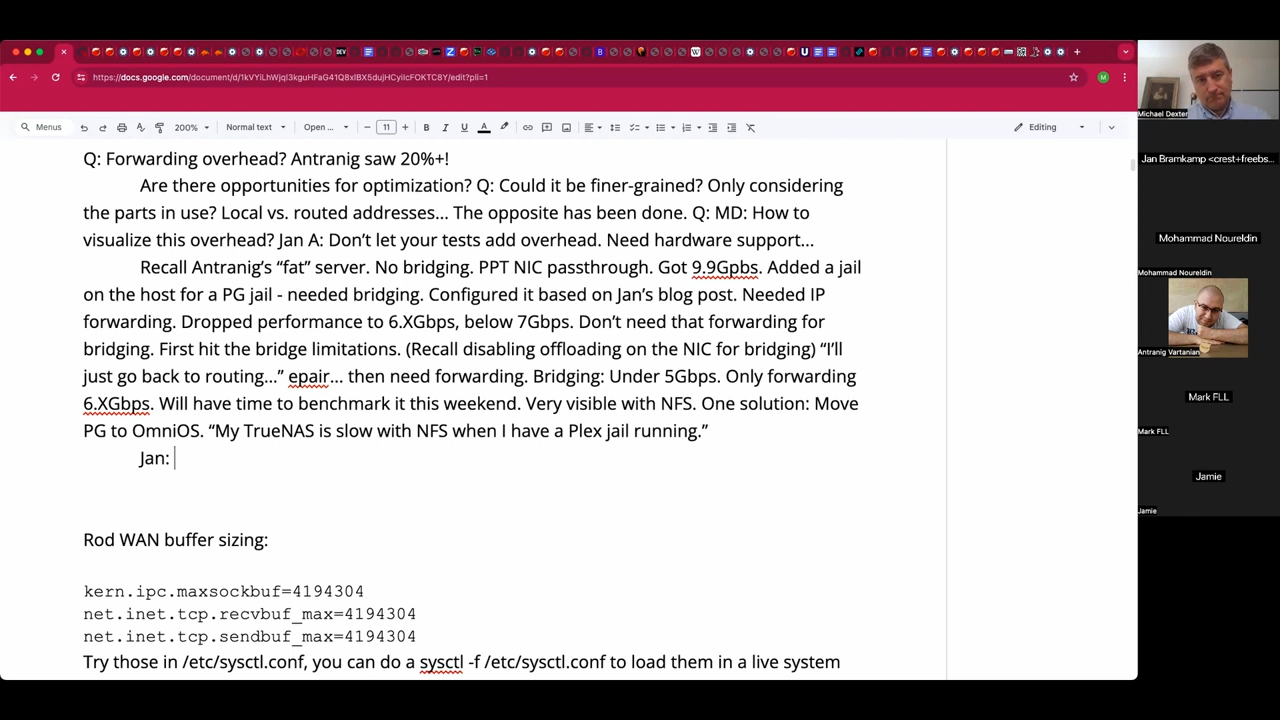 https://docs.google.com/document/d/1kVYiLhWjqI3kguHFaG41Q8xlBX5dujHCyiIcFOKTC8Y/edit?pli=1
Menus
200%
Normal text
Open ...
11
Editing
Q: Forwarding overhead? Antranig saw 20%+!
Are there opportunities for optimization? Q: Could it be finer-grained? Only considering
the parts in use? Local vs. routed addresses... The opposite has been done. Q: MD: How to
visualize this overhead? Jan A: Don’t let your tests add overhead. Need hardware support...
Recall Antranig’s “fat” server. No bridging. PPT NIC passthrough. Got 9.9Gpbs. Added a jail
on the host for a PG jail - needed bridging. Configured it based on Jan’s blog post. Needed IP
forwarding. Dropped performance to 6.XGbps, below 7Gbps. Don’t need that forwarding for
bridging. First hit the bridge limitations. (Recall disabling offloading on the NIC for bridging) “I’ll
just go back to routing...” epair... then need forwarding. Bridging: Under 5Gbps. Only forwarding
6.XGbps. Will have time to benchmark it this weekend. Very visible with NFS. One solution: Move
PG to OmniOS. “My TrueNAS is slow with NFS when I have a Plex jail running.”
Jan:
Rod WAN buffer sizing:
kern.ipc.maxsockbuf=4194304
net.inet.tcp.recvbuf_max=4194304
net.inet.tcp.sendbuf_max=4194304
Try those in /etc/sysctl.conf, you can do a sysctl -f /etc/sysctl.conf to load them in a live system
Michael Dexter
Jan Bramkamp <crest+freebs...
Mohammad Noureldin
Mohammad Noureldin
Antranig Vartanian
Mark FLL
Mark FLL
Jamie
Jamie